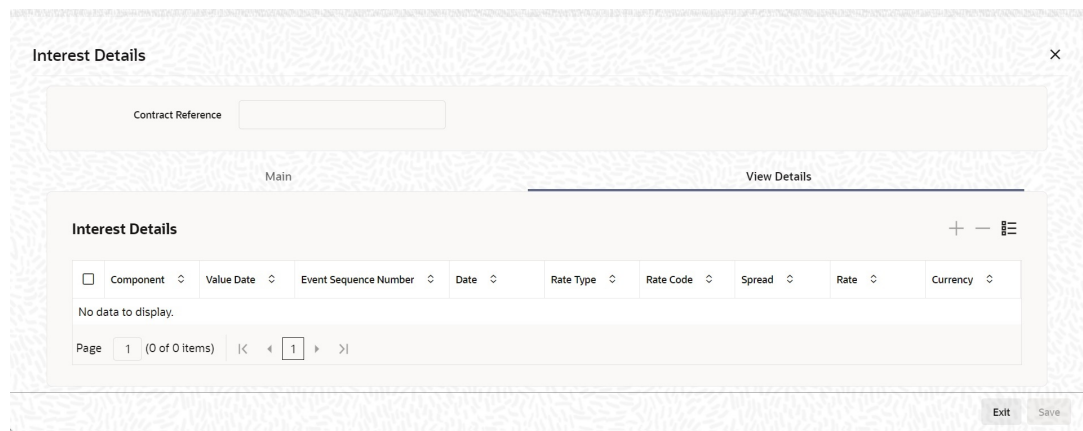 Interest Details
Contract Reference
Main View Details
Interest Details
Component Value Date Event Sequence Number Date Rate Type Rate Code Spread Rate Currency
No data to display.
Page 1 (0 of 0 items) 1
Exit Save